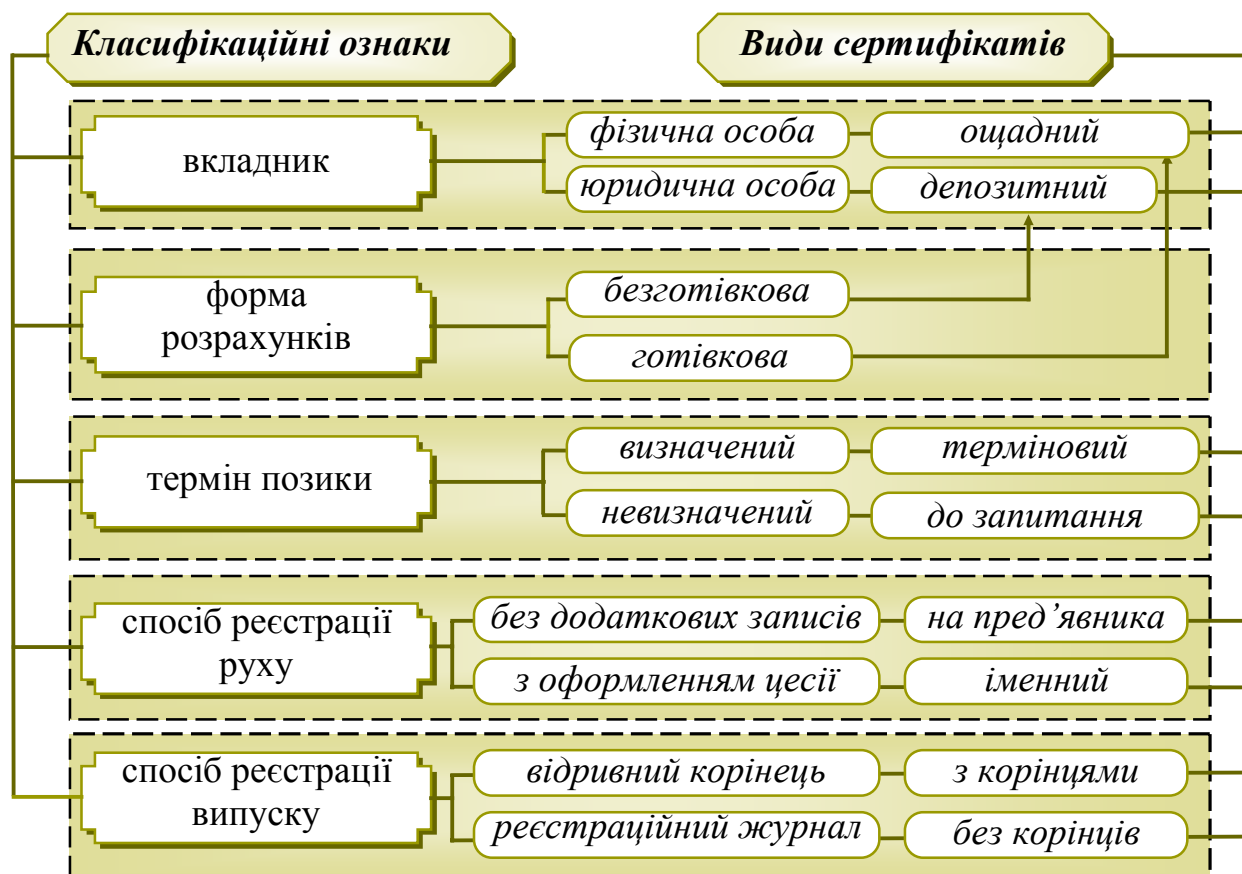 Класифікаційні ознаки
Види сертифікатів
вкладник
фізична особа
ощадний
юридична особа
депозитний
форма
розрахунків
безготівкова
готівкова
термін позики
визначений
терміновий
невизначений
до запитання
спосіб реєстрації
руху
без додаткових записів
на пред’явника
з оформленням цесії
іменний
спосіб реєстрації
випуску
відривний корінець
з корінцями
реєстраційний журнал
без корінців